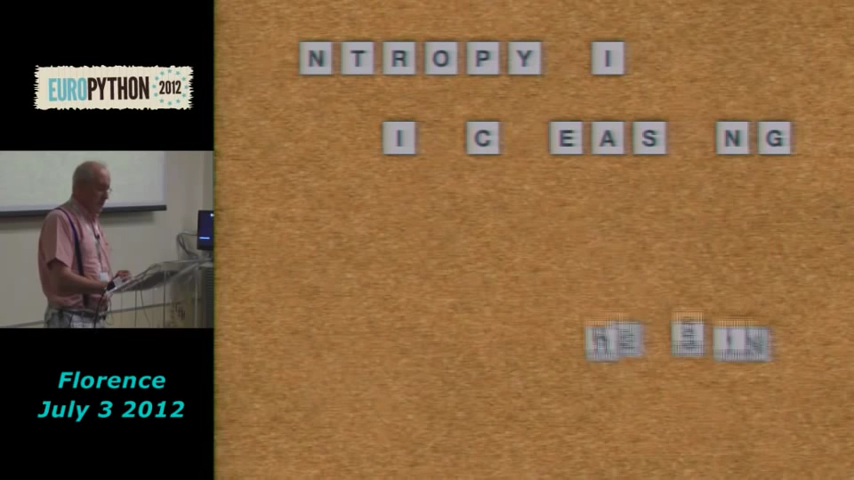 EUROPYTHON 2012
NTROPY I
I C EAS NG
Florence
July 3 2012